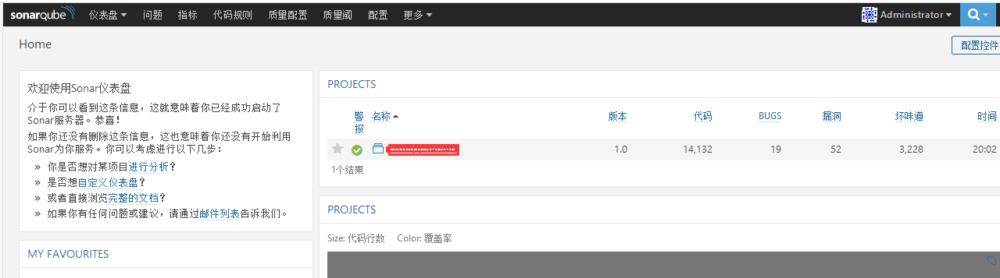 sonarqube 仪表盘 问题 指标 代码规则 质量配置 质量阈 配置 更多 Administrator
Home 配置控件
欢迎使用Sonar仪表盘
介于你可以看到这条信息，这就意味着你已经成功启动了
Sonar服务器。恭喜！
如果你还没有删除这条信息，这也意味着你还没有开始利用
Sonar为你服务。你可以考虑进行以下几步：
» 你是否想对某项目进行分析？
» 是否想自定义仪表盘？
» 或者直接浏览完整的文档？
» 如果你有任何问题或建议，请通过邮件列表告诉我们。
MY FAVOURITES
PROJECTS
警报 名称 版本 代码 BUGS 漏洞 坏味道 时间
1.0 14,132 19 52 3,228 20:02
1个结果
PROJECTS
Size: 代码行数 Color: 覆盖率